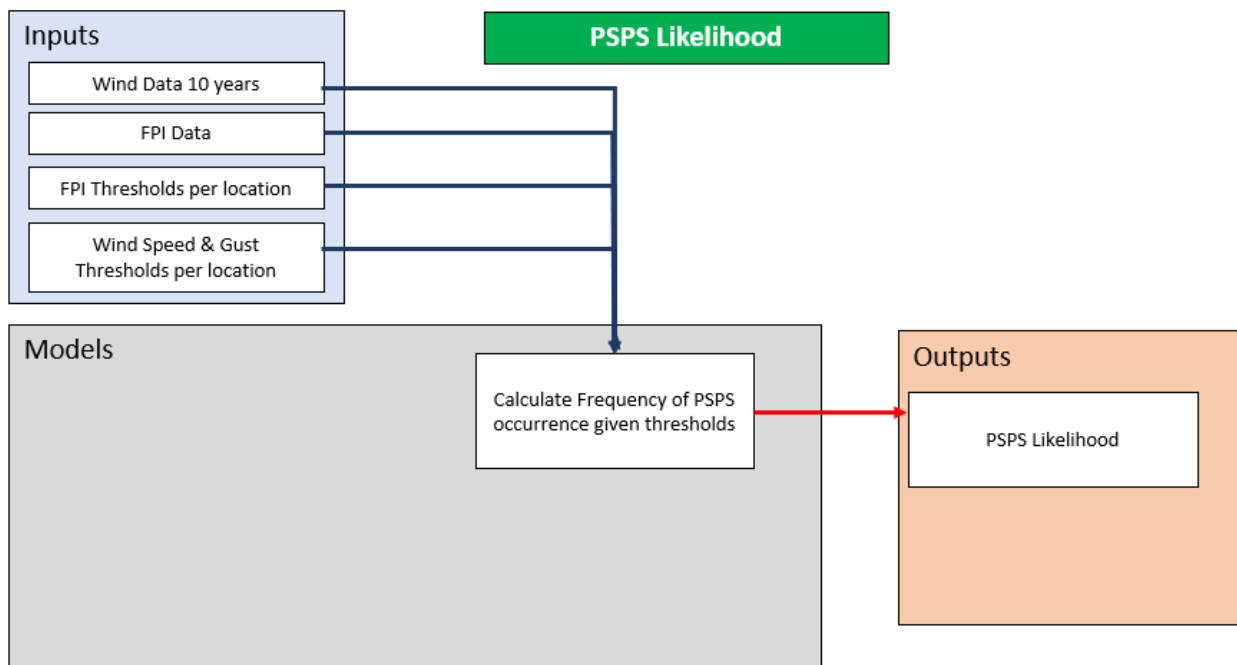 Inputs
PSPS Likelihood
Wind Data 10 years
FPI Data
FPI Thresholds per location
Wind Speed & Gust
Thresholds per location
Models
Calculate Frequency of PSPS
occurrence given thresholds
Outputs
PSPS Likelihood